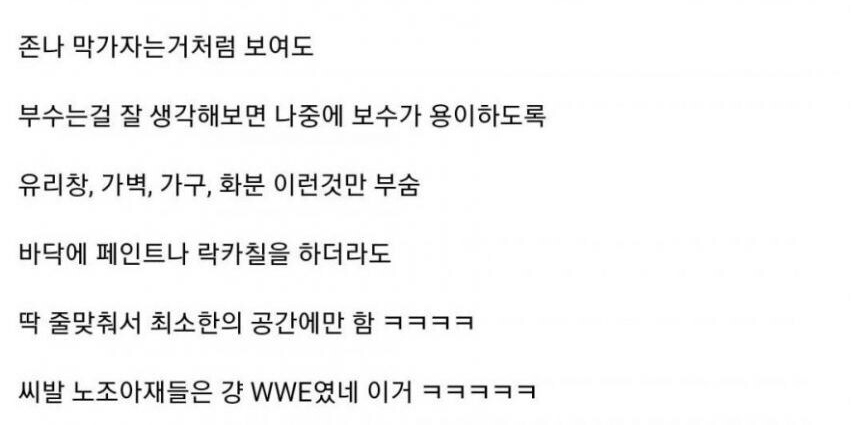 존나 막가자는거처럼 보여도
부수는걸 잘 생각해보면 나중에 보수가 용이하도록
유리창, 가벽, 가구, 화분 이런것만 부숨
바닥에 페인트나 락카칠을 하더라도
딱 줄맞춰서 최소한의 공간에만 함 ㅋㅋㅋㅋ
씨발 노조아재들은 걍 WWE였네 이거 ㅋㅋㅋㅋㅋ